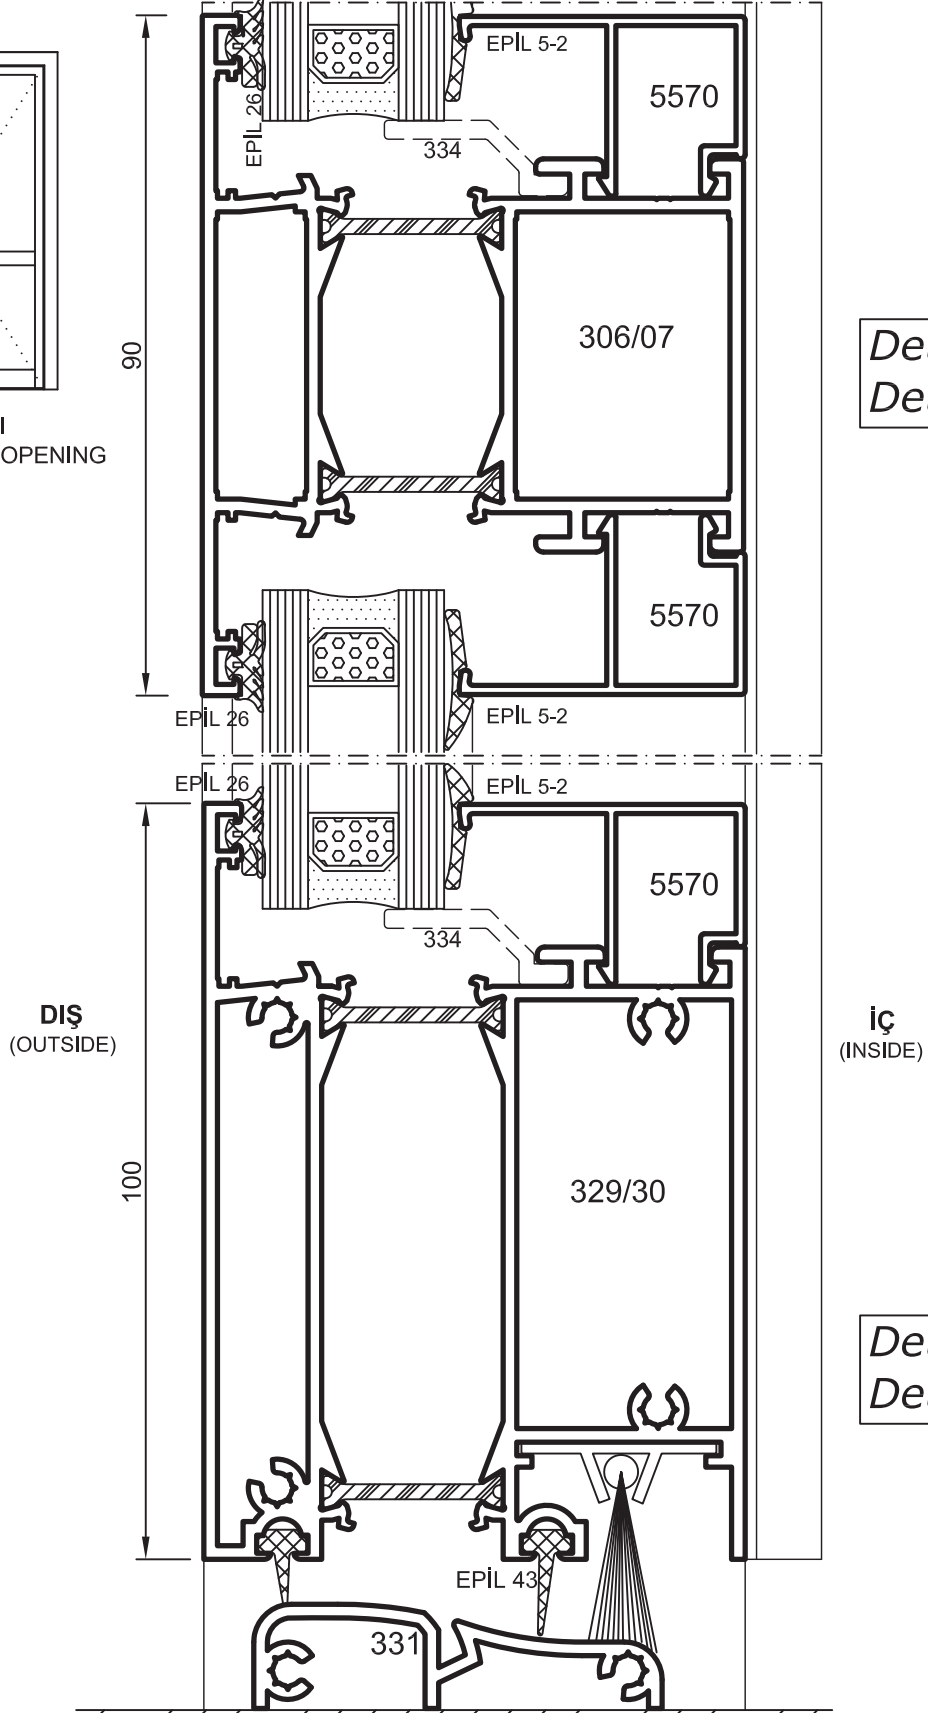 EPİL 5-2
5570
EPİL 26
334
306/07
90
OPENING
5570
EPİL 26
EPİL 5-2
EPİL 26
EPİL 5-2
5570
334
DIŞ
(OUTSIDE)
İÇ
(INSIDE)
100
329/30
EPİL 43
331